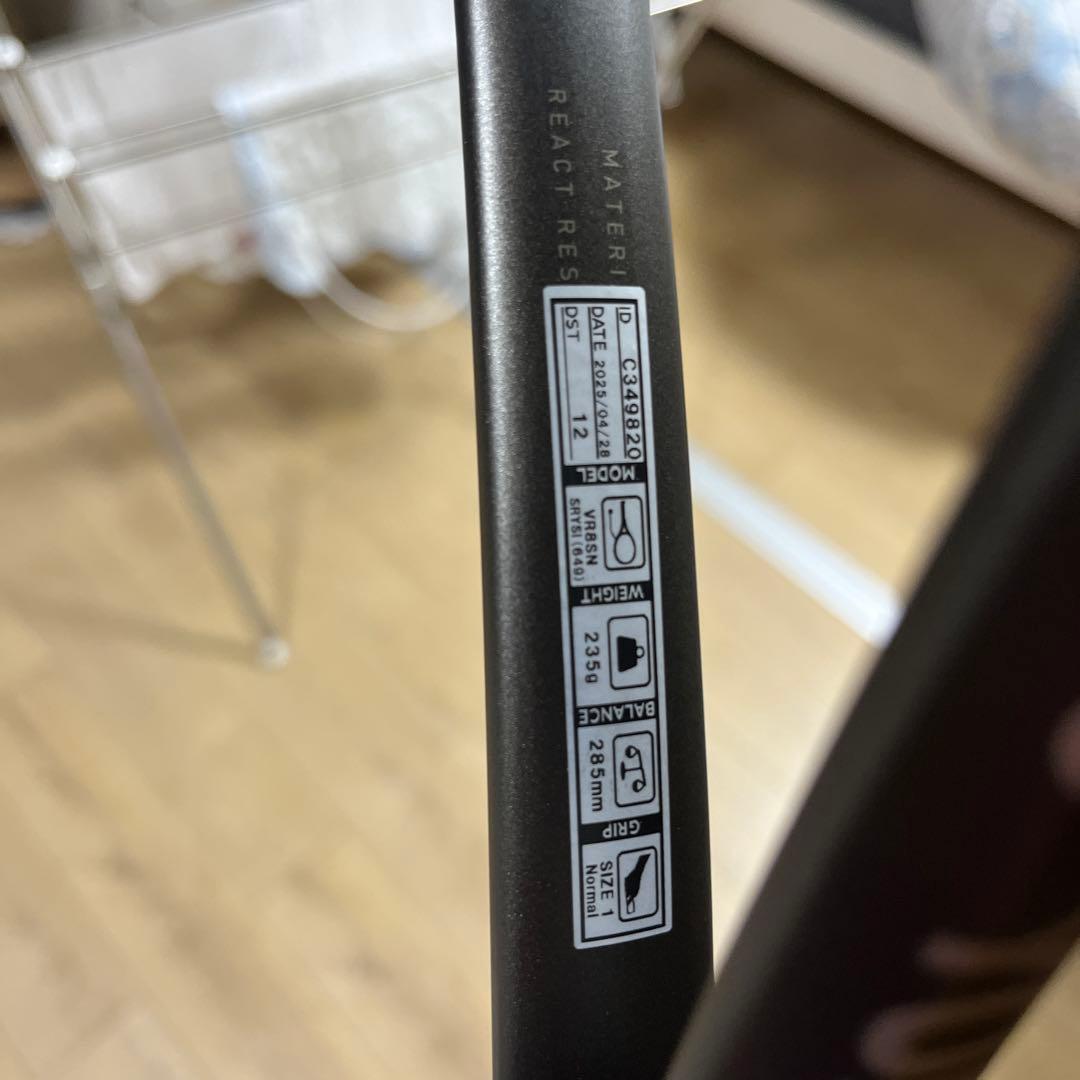 MATERI
REACT RES
ID C349820
DATE 2025/04/28
DST 12
MODEL
VR8SN
SRYSI(649)
WEIGHT
235g
BALANCE
285mm
GRIP
SIZE 1
Normal